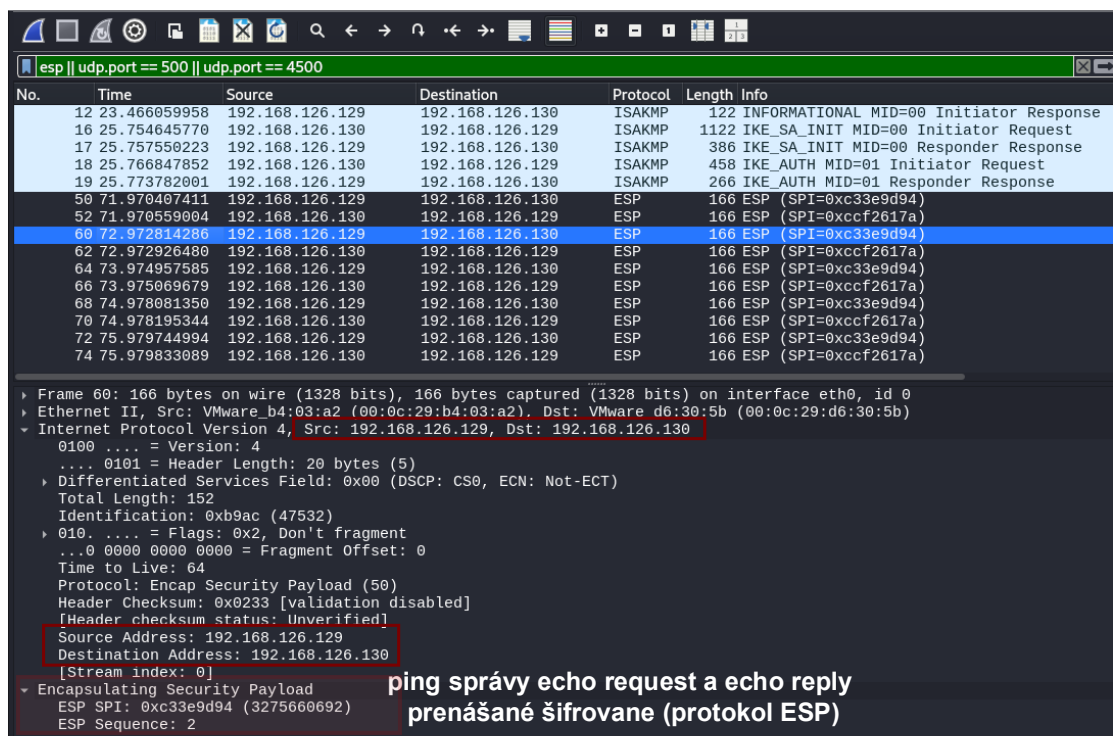 esp || udp.port == 500 || udp.port == 4500
No. Time Source Destination Protocol Length Info
12 23.466059958 192.168.126.129 192.168.126.130 ISAKMP 122 INFORMATIONAL MID=00 Initiator Response
16 25.754645770 192.168.126.130 192.168.126.129 ISAKMP 1122 IKE_SA_INIT MID=00 Initiator Request
17 25.757550223 192.168.126.129 192.168.126.130 ISAKMP 386 IKE_SA_INIT MID=00 Responder Response
18 25.766847852 192.168.126.130 192.168.126.129 ISAKMP 458 IKE_AUTH MID=01 Initiator Request
19 25.773782001 192.168.126.129 192.168.126.130 ISAKMP 266 IKE_AUTH MID=01 Responder Response
50 71.970407411 192.168.126.129 192.168.126.130 ESP 166 ESP (SPI=0xc33e9d94)
52 71.970559004 192.168.126.130 192.168.126.129 ESP 166 ESP (SPI=0xccf2617a)
60 72.972814286 192.168.126.129 192.168.126.130 ESP 166 ESP (SPI=0xc33e9d94)
62 72.972926480 192.168.126.130 192.168.126.129 ESP 166 ESP (SPI=0xccf2617a)
64 73.974957585 192.168.126.129 192.168.126.130 ESP 166 ESP (SPI=0xc33e9d94)
66 73.975069679 192.168.126.130 192.168.126.129 ESP 166 ESP (SPI=0xccf2617a)
68 74.978081350 192.168.126.129 192.168.126.130 ESP 166 ESP (SPI=0xc33e9d94)
70 74.978195344 192.168.126.130 192.168.126.129 ESP 166 ESP (SPI=0xccf2617a)
72 75.979744994 192.168.126.129 192.168.126.130 ESP 166 ESP (SPI=0xc33e9d94)
74 75.979833089 192.168.126.130 192.168.126.129 ESP 166 ESP (SPI=0xccf2617a)
Frame 60: 166 bytes on wire (1328 bits), 166 bytes captured (1328 bits) on interface eth0, id 0
Ethernet II, Src: VMware_b4:03:a2 (00:0c:29:b4:03:a2), Dst: VMware_d6:30:5b (00:0c:29:d6:30:5b)
Internet Protocol Version 4, Src: 192.168.126.129, Dst: 192.168.126.130
0100 .... = Version: 4
.... 0101 = Header Length: 20 bytes (5)
Differentiated Services Field: 0x00 (DSCP: CS0, ECN: Not-ECT)
Total Length: 152
Identification: 0xb9ac (47532)
010. .... = Flags: 0x2, Don't fragment
...0 0000 0000 0000 = Fragment Offset: 0
Time to Live: 64
Protocol: Encap Security Payload (50)
Header Checksum: 0x0233 [validation disabled]
[Header checksum status: Unverified]
Source Address: 192.168.126.129
Destination Address: 192.168.126.130
[Stream index: 0]
Encapsulating Security Payload
ESP SPI: 0xc33e9d94 (3275660692)
ESP Sequence: 2
ping správy echo request a echo reply
prenášané šifrovane (protokol ESP)